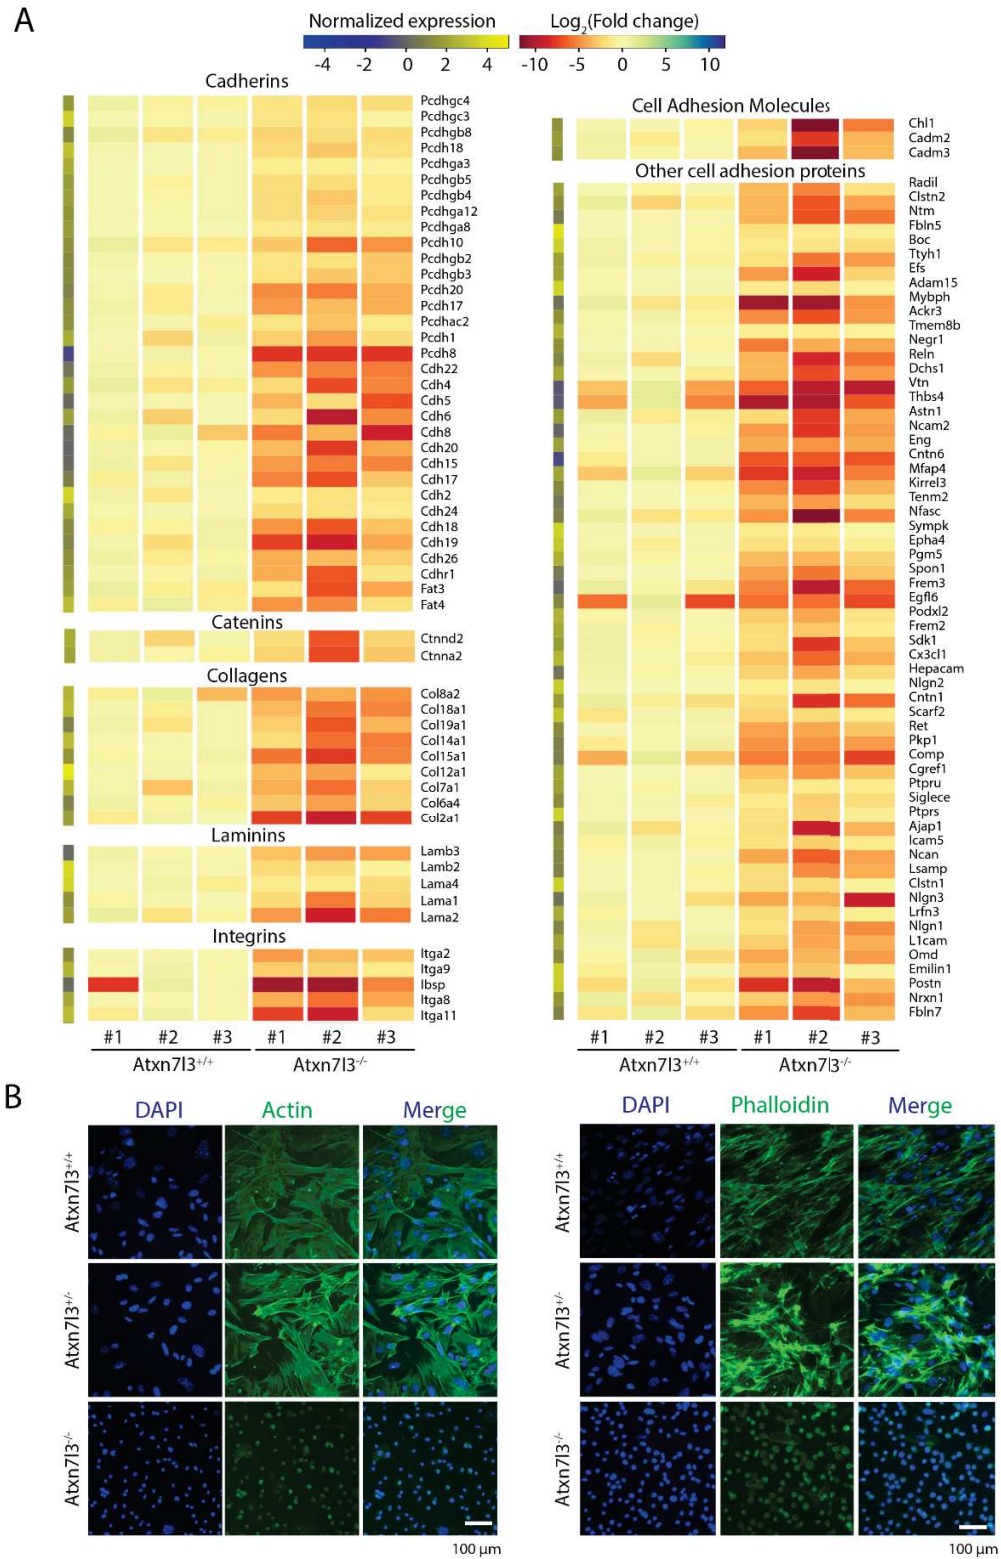 A
Normalized expression
-4 -2 0 2 4
Log2(Fold change)
-10 -5 0 5 10
Cadherins
Pcdhgc4
Pcdhgc3
Pcdhgb8
Pcdh18
Pcdhga3
Pcdhgb5
Pcdhgb4
Pcdhga12
Pcdhga8
Pcdh10
Pcdhgb2
Pcdhgb3
Pcdh20
Pcdh17
Pcdhac2
Pcdh1
Pcdh8
Cdh22
Cdh4
Cdh5
Cdh6
Cdh8
Cdh20
Cdh15
Cdh17
Cdh2
Cdh24
Cdh18
Cdh19
Cdh26
Cdhr1
Fat3
Fat4
Catenins
Ctnnd2
Ctnna2
Collagens
Col8a2
Col18a1
Col19a1
Col14a1
Col15a1
Col12a1
Col7a1
Col6a4
Col2a1
Laminins
Lamb3
Lamb2
Lama4
Lama1
Lama2
Integrins
Itga2
Itga9
Ibsp
Itga8
Itga11
#1 #2 #3 #1 #2 #3
Atxn7l3+/+ Atxn7l3-/-
Cell Adhesion Molecules
Chl1
Cadm2
Cadm3
Other cell adhesion proteins
Radil
Clstn2
Ntm
Fbln5
Boc
Ttyh1
Efs
Adam15
Mybph
Ackr3
Tmem8b
Negr1
Reln
Dchs1
Vtn
Thbs4
Astn1
Ncam2
Eng
Cntn6
Mfap4
Kirrel3
Tenm2
Nfasc
Sympk
Epha4
Pgm5
Spon1
Frem3
Egfl6
Podxl2
Frem2
Sdk1
Cx3cl1
Hepacam
Nlgn2
Cntn1
Scarf2
Ret
Pkp1
Comp
Cgref1
Ptpru
Siglece
Ptprs
Ajap1
Icam5
Ncan
Lsamp
Clstn1
Nlgn3
Lrfn3
Nlgn1
L1cam
Omd
Emilin1
Postn
Nrxn1
Fbln7
#1 #2 #3 #1 #2 #3
Atxn7l3+/+ Atxn7l3-/-
B
DAPI Actin Merge
Atxn7l3+/+
Atxn7l3+/-
Atxn7l3-/-
100 µm
DAPI Phalloidin Merge
Atxn7l3+/+
Atxn7l3+/-
Atxn7l3-/-
100 µm